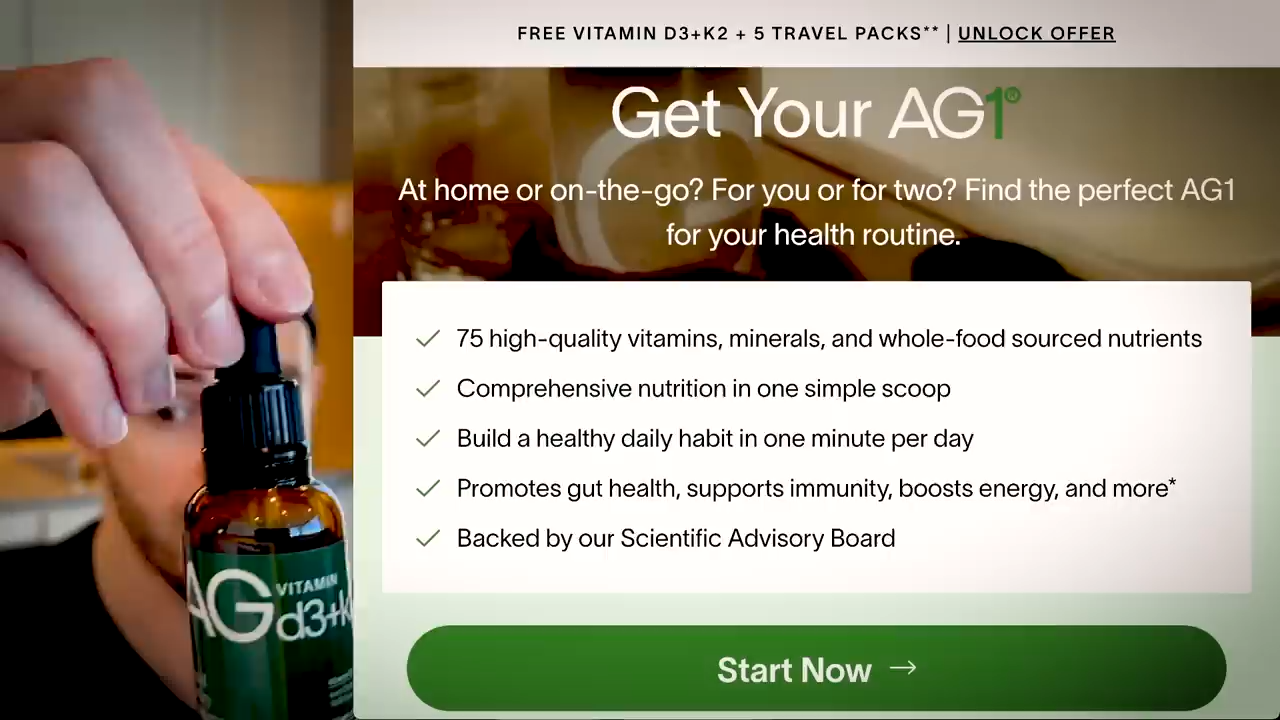 FREE VITAMIN D3+K2 + 5 TRAVEL PACKS** | UNLOCK OFFER
Get Your AG1®
At home or on-the-go? For you or for two? Find the perfect AG1
for your health routine.
75 high-quality vitamins, minerals, and whole-food sourced nutrients
Comprehensive nutrition in one simple scoop
Build a healthy daily habit in one minute per day
Promotes gut health, supports immunity, boosts energy, and more*
Backed by our Scientific Advisory Board
Start Now →
AG VITAMIN
d3+K